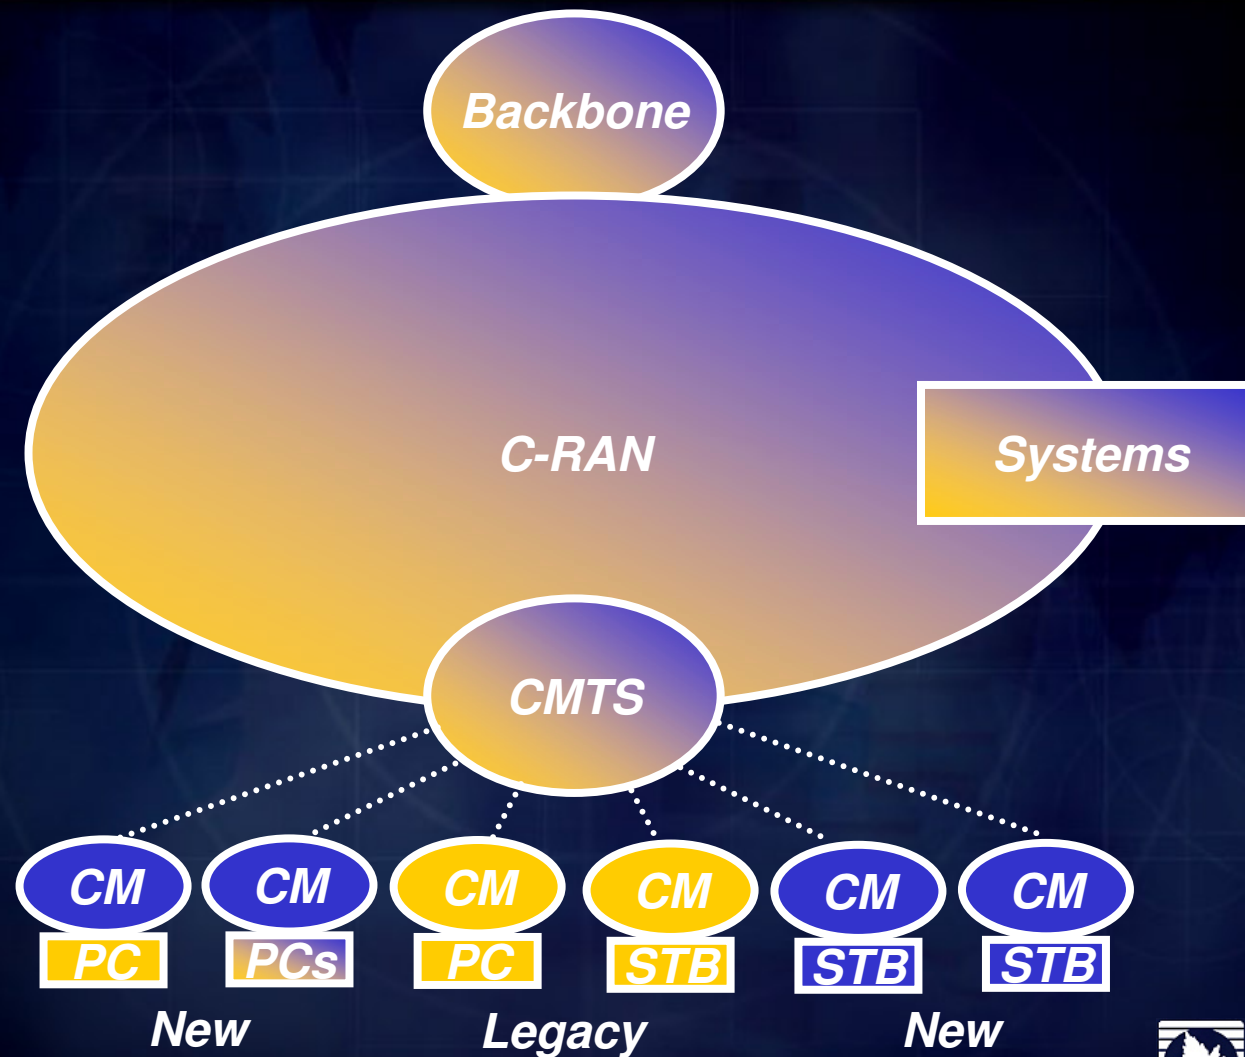 Backbone
C-RAN
Systems
CMTS
CM CM CM CM CM CM
PC PCs PC STB STB STB
New Legacy New